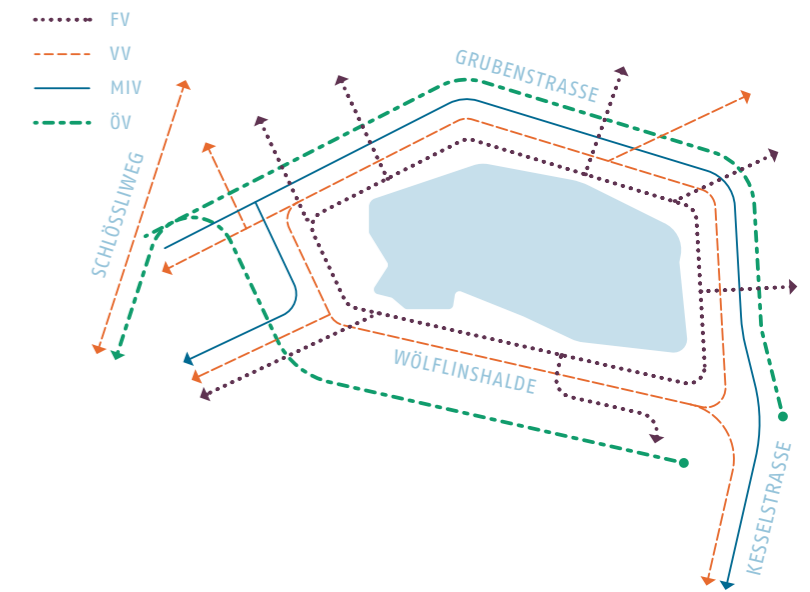 FV
VV
MIV
ÖV
GRUBENSTRASSE
SCHLÖSSLIWEG
WÖLFLINSHALDE
KESSELSTRASSE